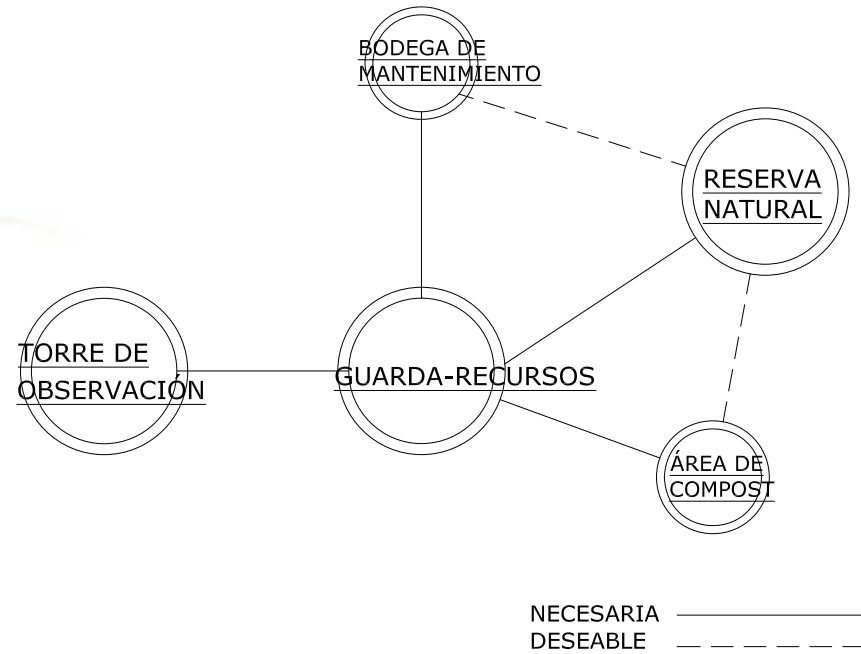 BODEGA DE
MANTENIMIENTO
RESERVA
NATURAL
TORRE DE
OBSERVACIÓN
GUARDA-RECURSOS
ÁREA DE
COMPOST
NECESARIA
DESEABLE